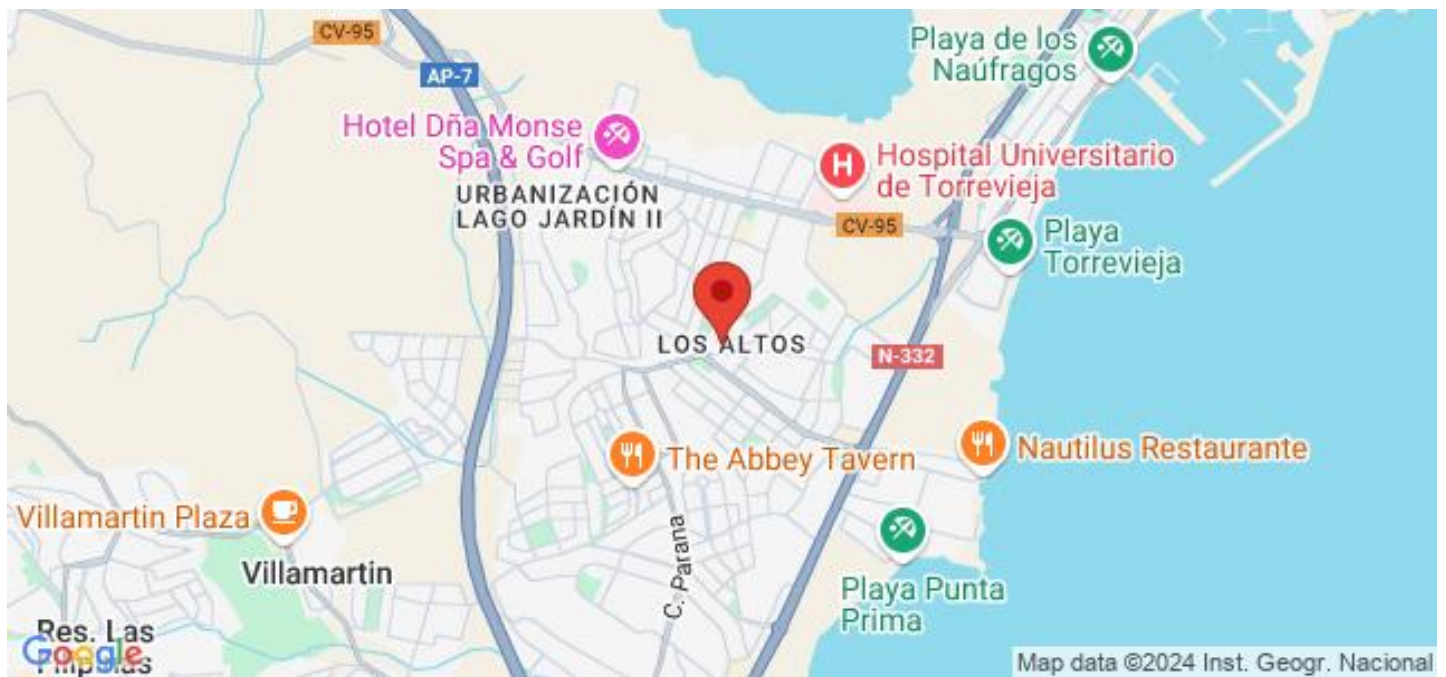 CV-95
AP-7
Playa de los
Naúfragos
Hotel Dña Monse
Spa & Golf
Hospital Universitario
de Torrevieja
URBANIZACIÓN
LAGO JARDÍN II
CV-95
Playa
Torrevieja
LOS ALTOS
N-332
The Abbey Tavern
Nautilus Restaurante
Villamartin Plaza
Villamartin
C. Parana
Playa Punta
Prima
Res. Las
Filipinas
Google
Map data ©2024 Inst. Geogr. Nacional